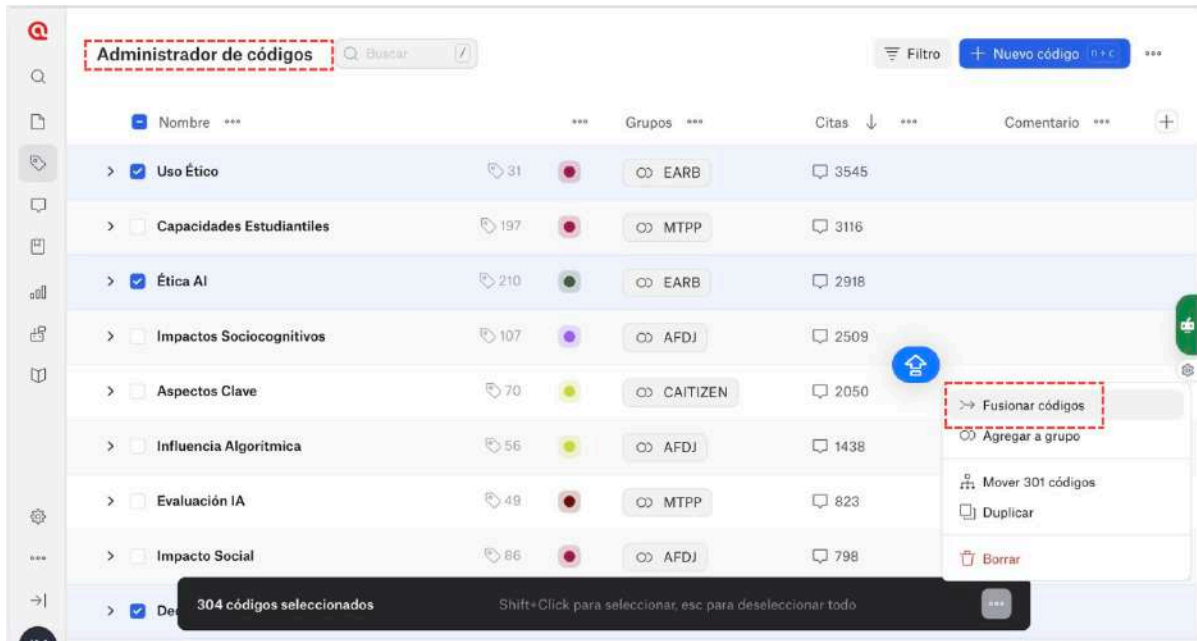 Administrador de códigos Buscar / Filtro + Nuevo código n+c
Nombre Grupos Citas ↓ Comentario +
Uso Ético 31 EARB 3545
Capacidades Estudiantiles 197 MTPP 3116
Ética AI 210 EARB 2918
Impactos Sociocognitivos 107 AFDJ 2509
Aspectos Clave 70 CAITIZEN 2050
Fusionar códigos
Influencia Algorítmica 56 AFDJ 1438
Agregar a grupo
Evaluación IA 49 MTPP 823
Mover 301 códigos
Duplicar
Impacto Social 86 AFDJ 798
Borrar
304 códigos seleccionados Shift+Click para seleccionar, esc para deseleccionar todo